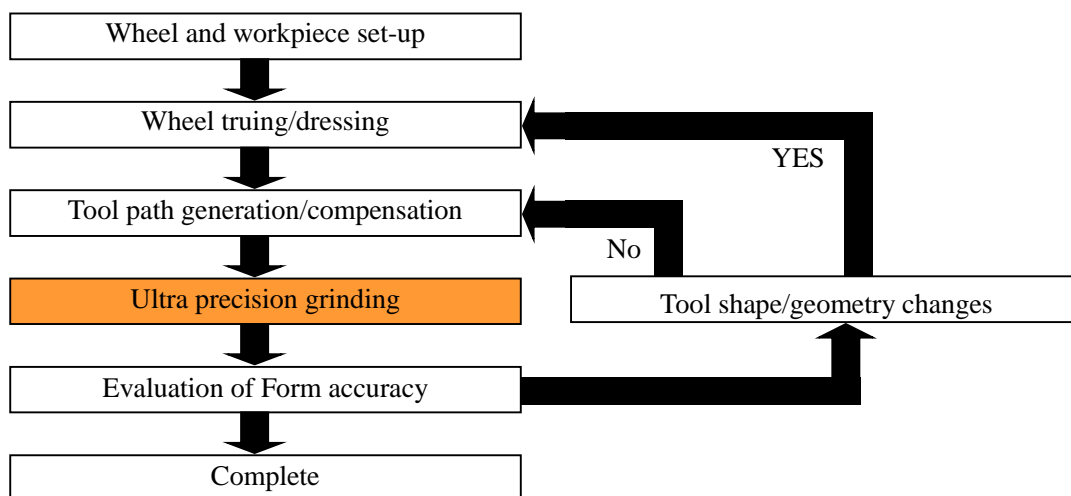 Wheel and workpiece set-up
Wheel truing/dressing
YES
Tool path generation/compensation
No
Ultra precision grinding
Tool shape/geometry changes
Evaluation of Form accuracy
Complete